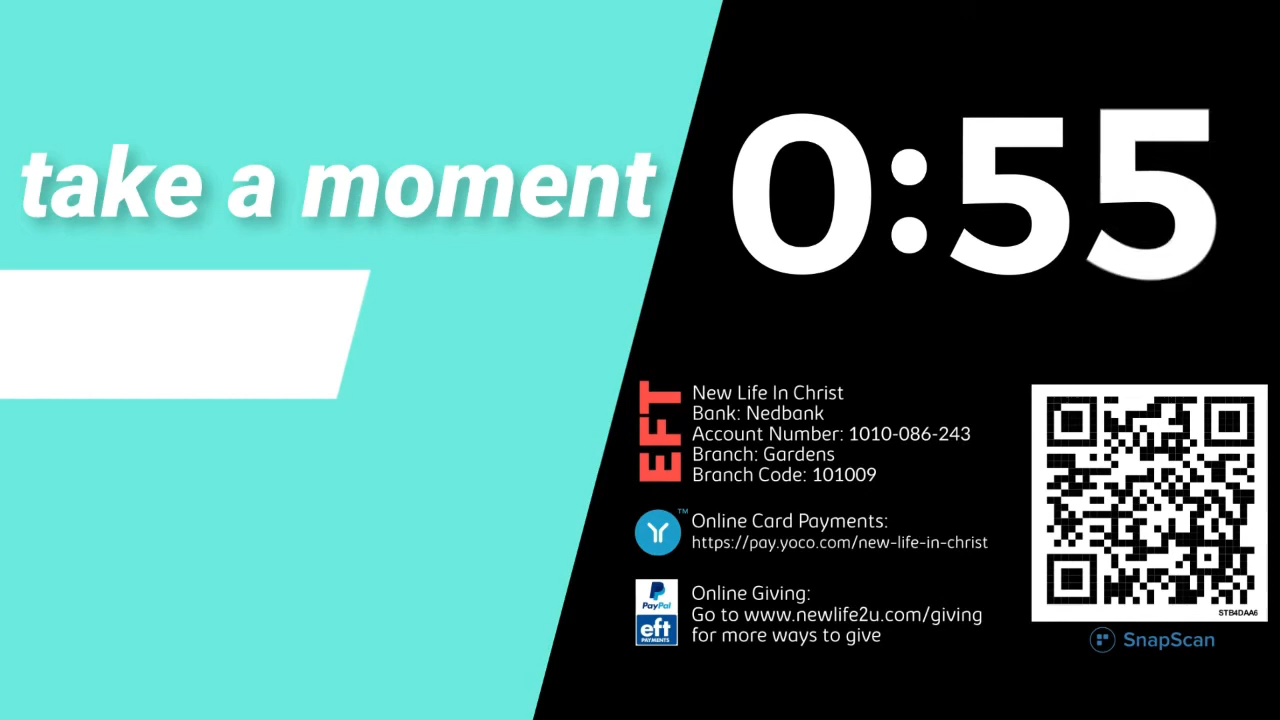 take a moment
0:55
EFT
New Life In Christ
Bank: Nedbank
Account Number: 1010-086-243
Branch: Gardens
Branch Code: 101009
TM
Online Card Payments:
https://pay.yoco.com/new-life-in-christ
PayPal
eft
PAYMENTS
Online Giving:
Go to www.newlife2u.com/giving
for more ways to give
STB4DAA6
SnapScan